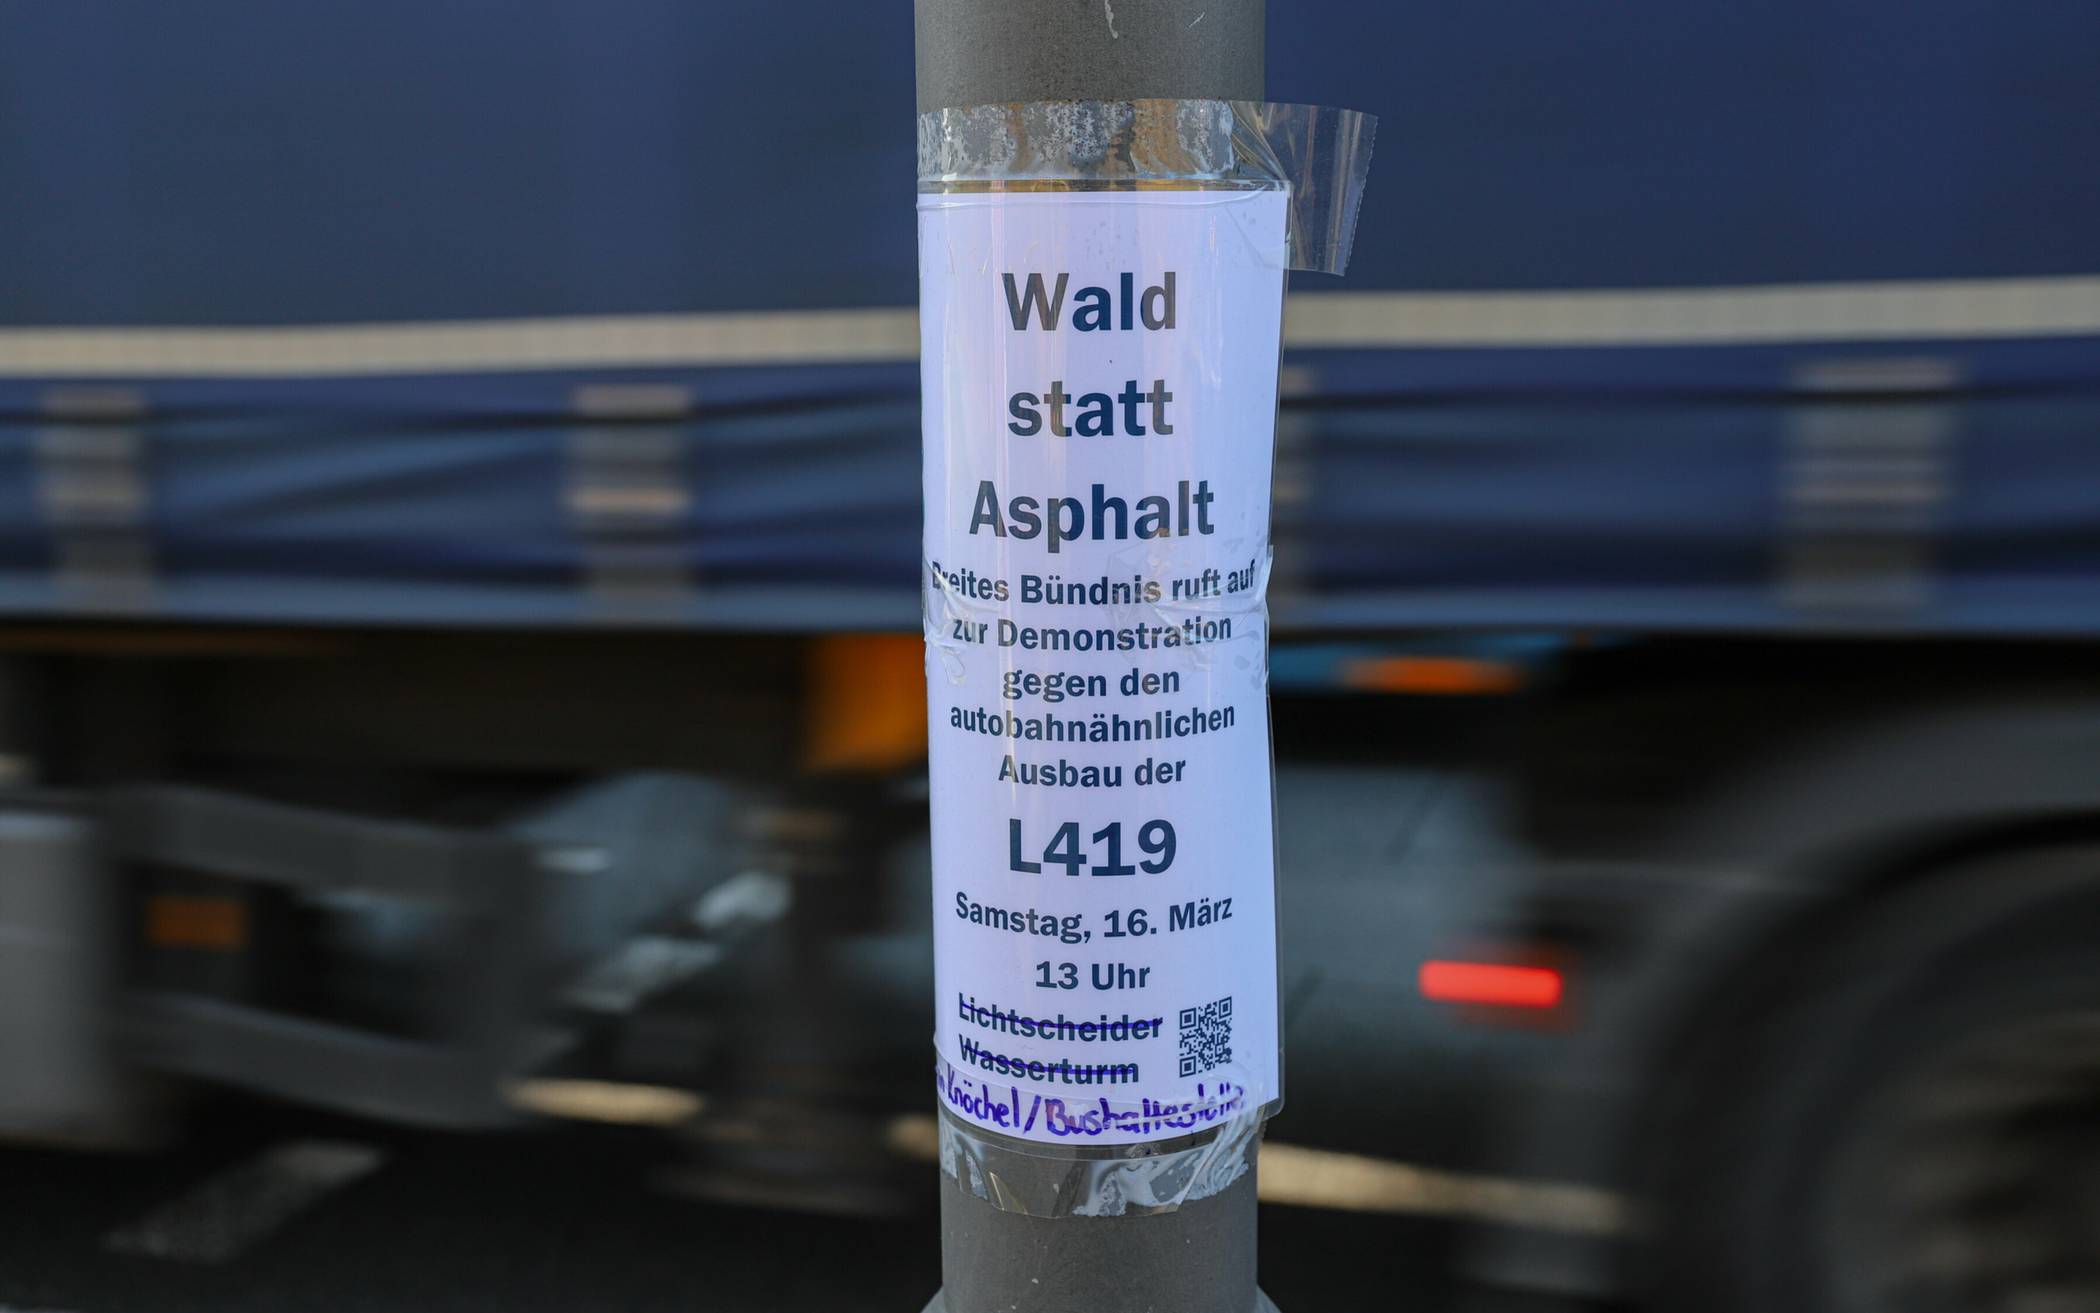 Wald
statt
Asphalt
Breites Bündnis ruft auf
zur Demonstration
gegen den
autobahnähnlichen
Ausbau der
L419
Samstag, 16. März
13 Uhr
Lichtscheider
Wasserturm
Knöchel/Bushaltestelle